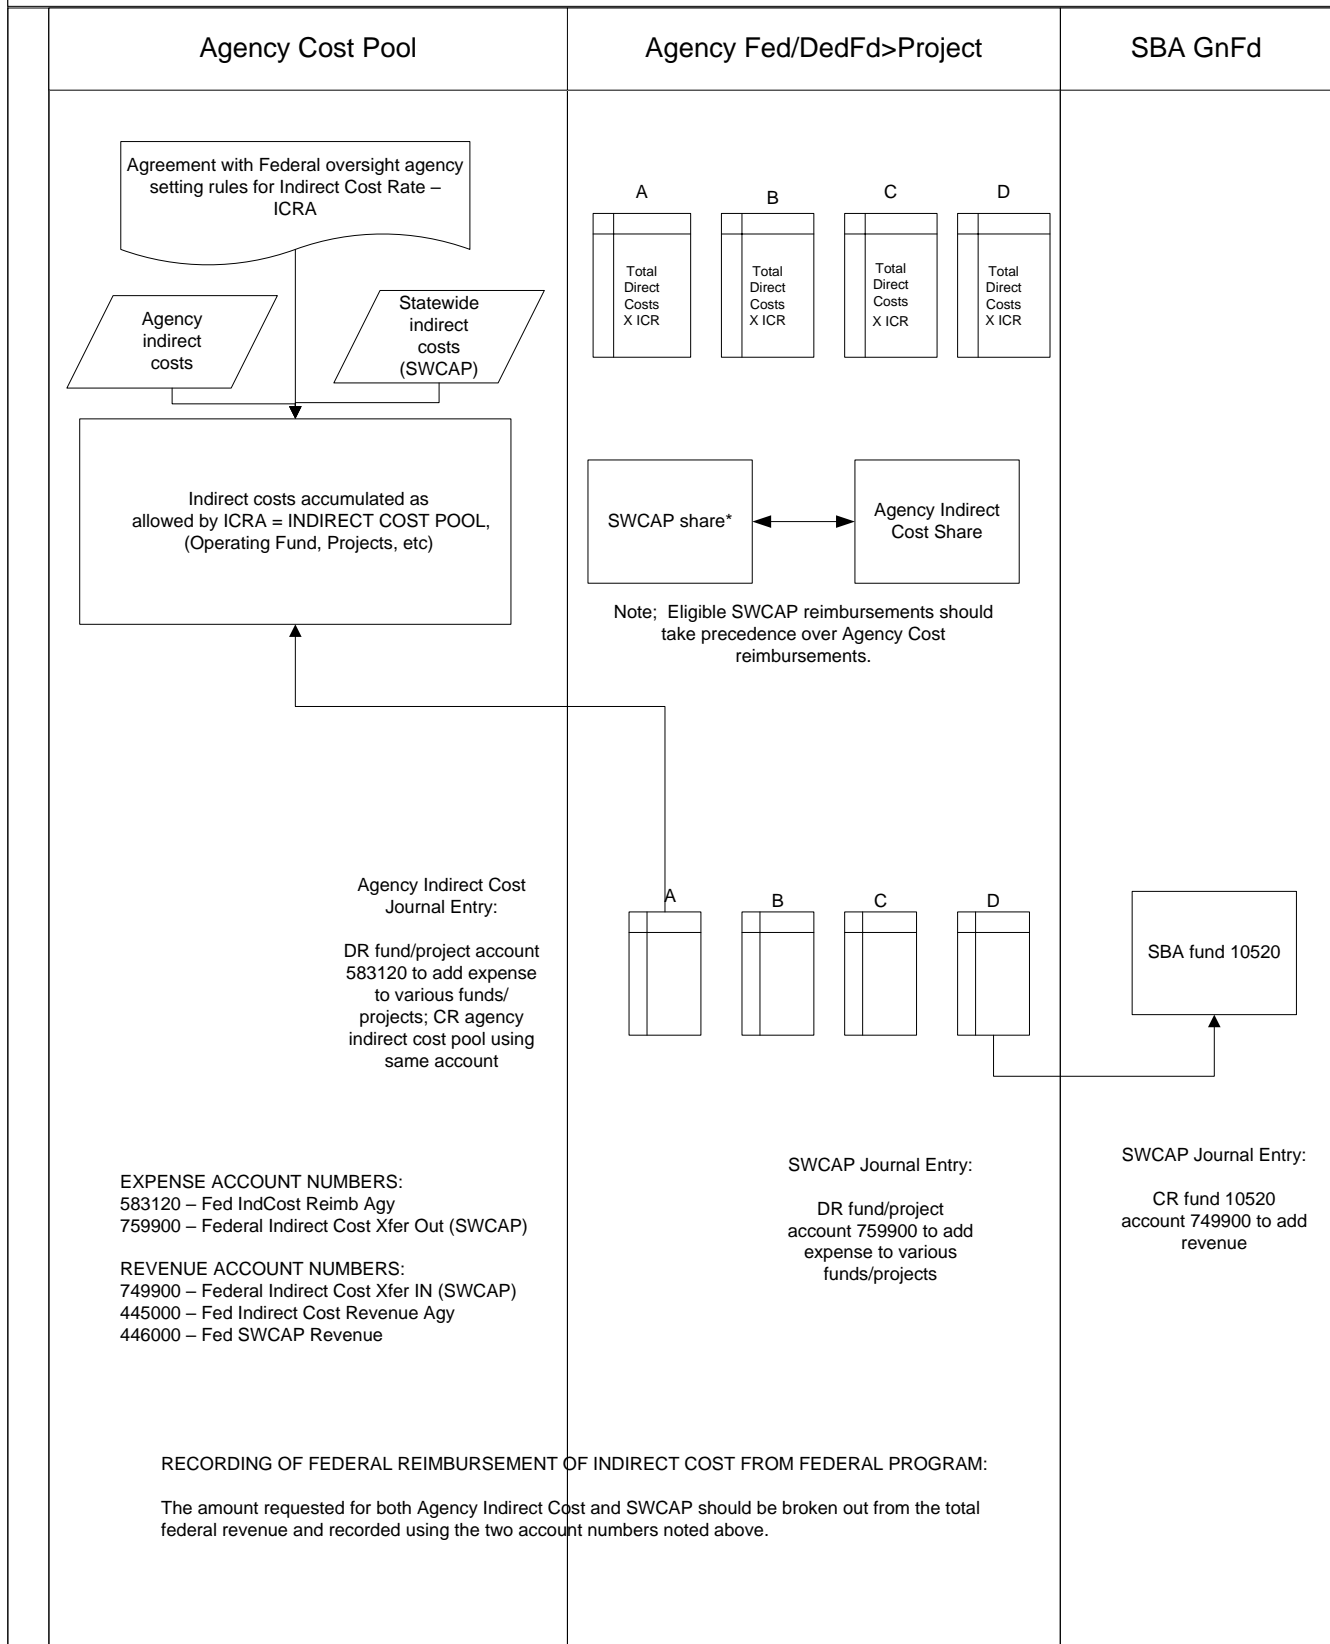 Agency Cost Pool
Agency Fed/DedFd>Project
SBA GnFd
Agreement with Federal oversight agency
setting rules for Indirect Cost Rate –
ICRA
Agency
indirect
costs
Statewide
indirect
costs
(SWCAP)
Indirect costs accumulated as
allowed by ICRA = INDIRECT COST POOL,
(Operating Fund, Projects, etc)
A
B
C
D
Total
Direct
Costs
X ICR
Total
Direct
Costs
X ICR
Total
Direct
Costs
X ICR
Total
Direct
Costs
X ICR
SWCAP share*
Agency Indirect
Cost Share
Note; Eligible SWCAP reimbursements should
take precedence over Agency Cost
reimbursements.
Agency Indirect Cost
Journal Entry:
DR fund/project account
583120 to add expense
to various funds/
projects; CR agency
indirect cost pool using
same account
A
B
C
D
SBA fund 10520
SWCAP Journal Entry:
DR fund/project
account 759900 to add
expense to various
funds/projects
SWCAP Journal Entry:
CR fund 10520
account 749900 to add
revenue
EXPENSE ACCOUNT NUMBERS:
583120 – Fed IndCost Reimb Agy
759900 – Federal Indirect Cost Xfer Out (SWCAP)
REVENUE ACCOUNT NUMBERS:
749900 – Federal Indirect Cost Xfer IN (SWCAP)
445000 – Fed Indirect Cost Revenue Agy
446000 – Fed SWCAP Revenue
RECORDING OF FEDERAL REIMBURSEMENT OF INDIRECT COST FROM FEDERAL PROGRAM:
The amount requested for both Agency Indirect Cost and SWCAP should be broken out from the total
federal revenue and recorded using the two account numbers noted above.